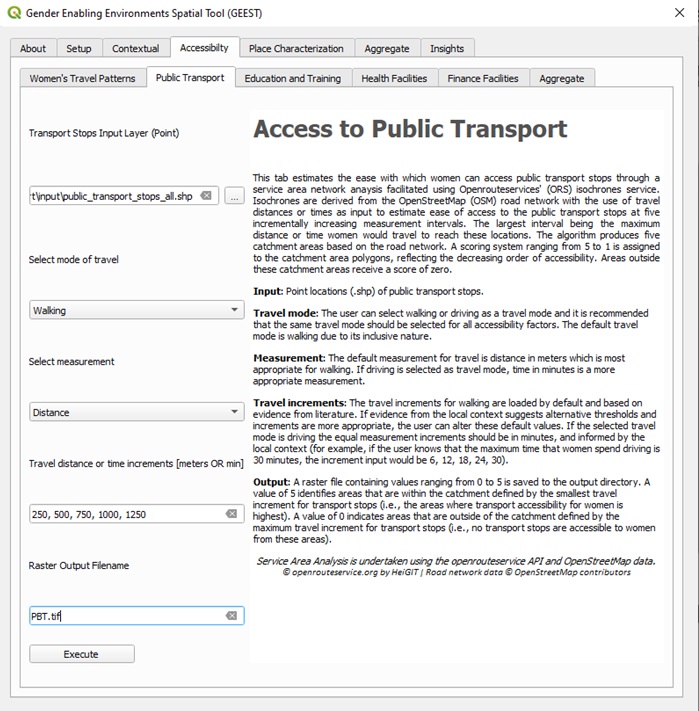 Gender Enabling Environments Spatial Tool (GEEST)
About Setup Contextual Accessibilty Place Characterization Aggregate Insights
Women's Travel Patterns Public Transport Education and Training Health Facilities Finance Facilities Aggregate
Transport Stops Input Layer (Point)
rt\input\public_transport_stops_all.shp
...
Select mode of travel
Walking
Select measurement
Distance
Travel distance or time increments [meters OR min]
250, 500, 750, 1000, 1250
Raster Output Filename
PBT.tif
Execute
Access to Public Transport
This tab estimates the ease with which women can access public transport stops through a
service area network anaysis facilitated using Openrouteservices' (ORS) isochrones service.
Isochrones are derived from the OpenStreetMap (OSM) road network with the use of travel
distances or times as input to estimate ease of access to the public transport stops at five
incrementally increasing measurement intervals. The largest interval being the maximum
distance or time women would travel to reach these locations. The algorithm produces five
catchment areas based on the road network. A scoring system ranging from 5 to 1 is assigned
to the catchment area polygons, reflecting the decreasing order of accessibility. Areas outside
these catchment areas receive a score of zero.
Input: Point locations (.shp) of public transport stops.
Travel mode: The user can select walking or driving as a travel mode and it is recommended
that the same travel mode should be selected for all accessibility factors. The default travel
mode is walking due to its inclusive nature.
Measurement: The default measurement for travel is distance in meters which is most
appropriate for walking. If driving is selected as travel mode, time in minutes is a more
appropriate measurement.
Travel increments: The travel increments for walking are loaded by default and based on
evidence from literature. If evidence from the local context suggests alternative thresholds and
increments are more appropriate, the user can alter these default values. If the selected travel
mode is driving the equal measurement increments should be in minutes, and informed by the
local context (for example, if the user knows that the maximum time that women spend driving is
30 minutes, the increment input would be 6, 12, 18, 24, 30).
Output: A raster file containing values ranging from 0 to 5 is saved to the output directory. A
value of 5 identifies areas that are within the catchment defined by the smallest travel
increment for transport stops (i.e., the areas where transport accessibility for women is
highest). A value of 0 indicates areas that are outside of the catchment defined by the
maximum travel increment for transport stops (i.e., no transport stops are accessible to women
from these areas).
Service Area Analysis is undertaken using the openrouteservice API and OpenStreetMap data.
© openrouteservice.org by HeiGIT | Road network data © OpenStreetMap contributors